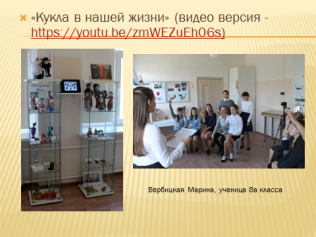 «Кукла в нашей жизни» (видео версия -
https://youtu.be/zmWEZuEh06s)
Вербицкая Марина, ученица 8а класса